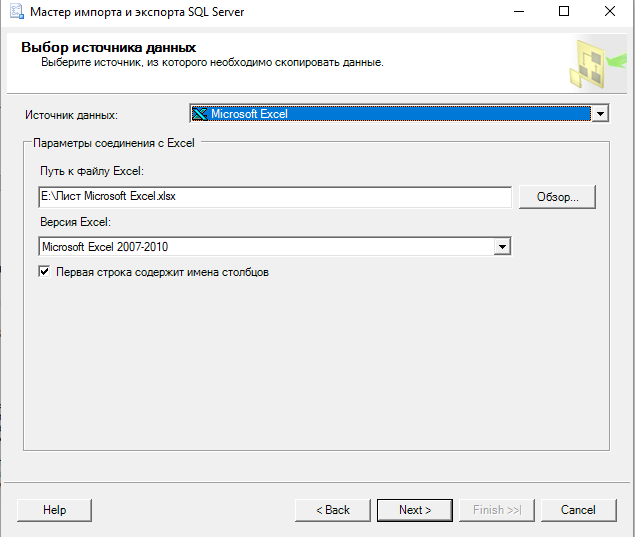 Мастер импорта и экспорта SQL Server
Выбор источника данных
Выберите источник, из которого необходимо скопировать данные.
Источник данных: Microsoft Excel
Параметры соединения с Excel
Путь к файлу Excel:
E:\Лист Microsoft Excel.xlsx Обзор...
Версия Excel:
Microsoft Excel 2007-2010
Первая строка содержит имена столбцов
Help < Back Next > Finish >>| Cancel